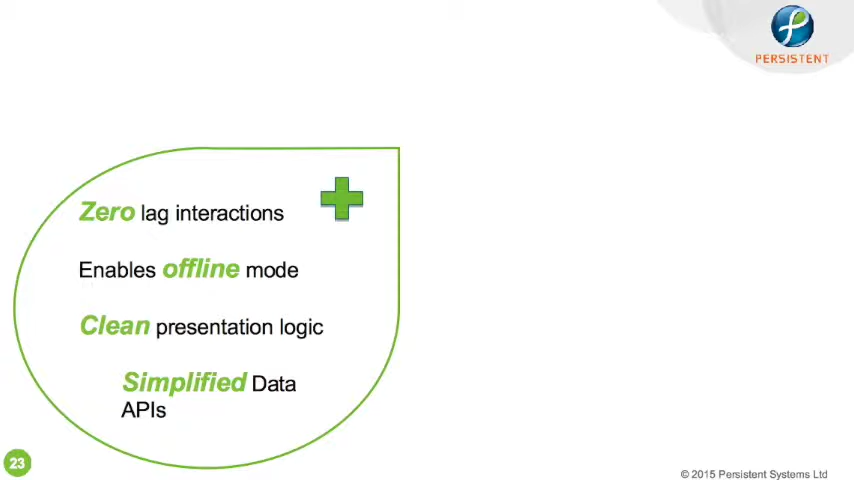 PERSISTENT
Zero lag interactions
Enables offline mode
Clean presentation logic
Simplified Data
APIs
23
© 2015 Persistent Systems Ltd